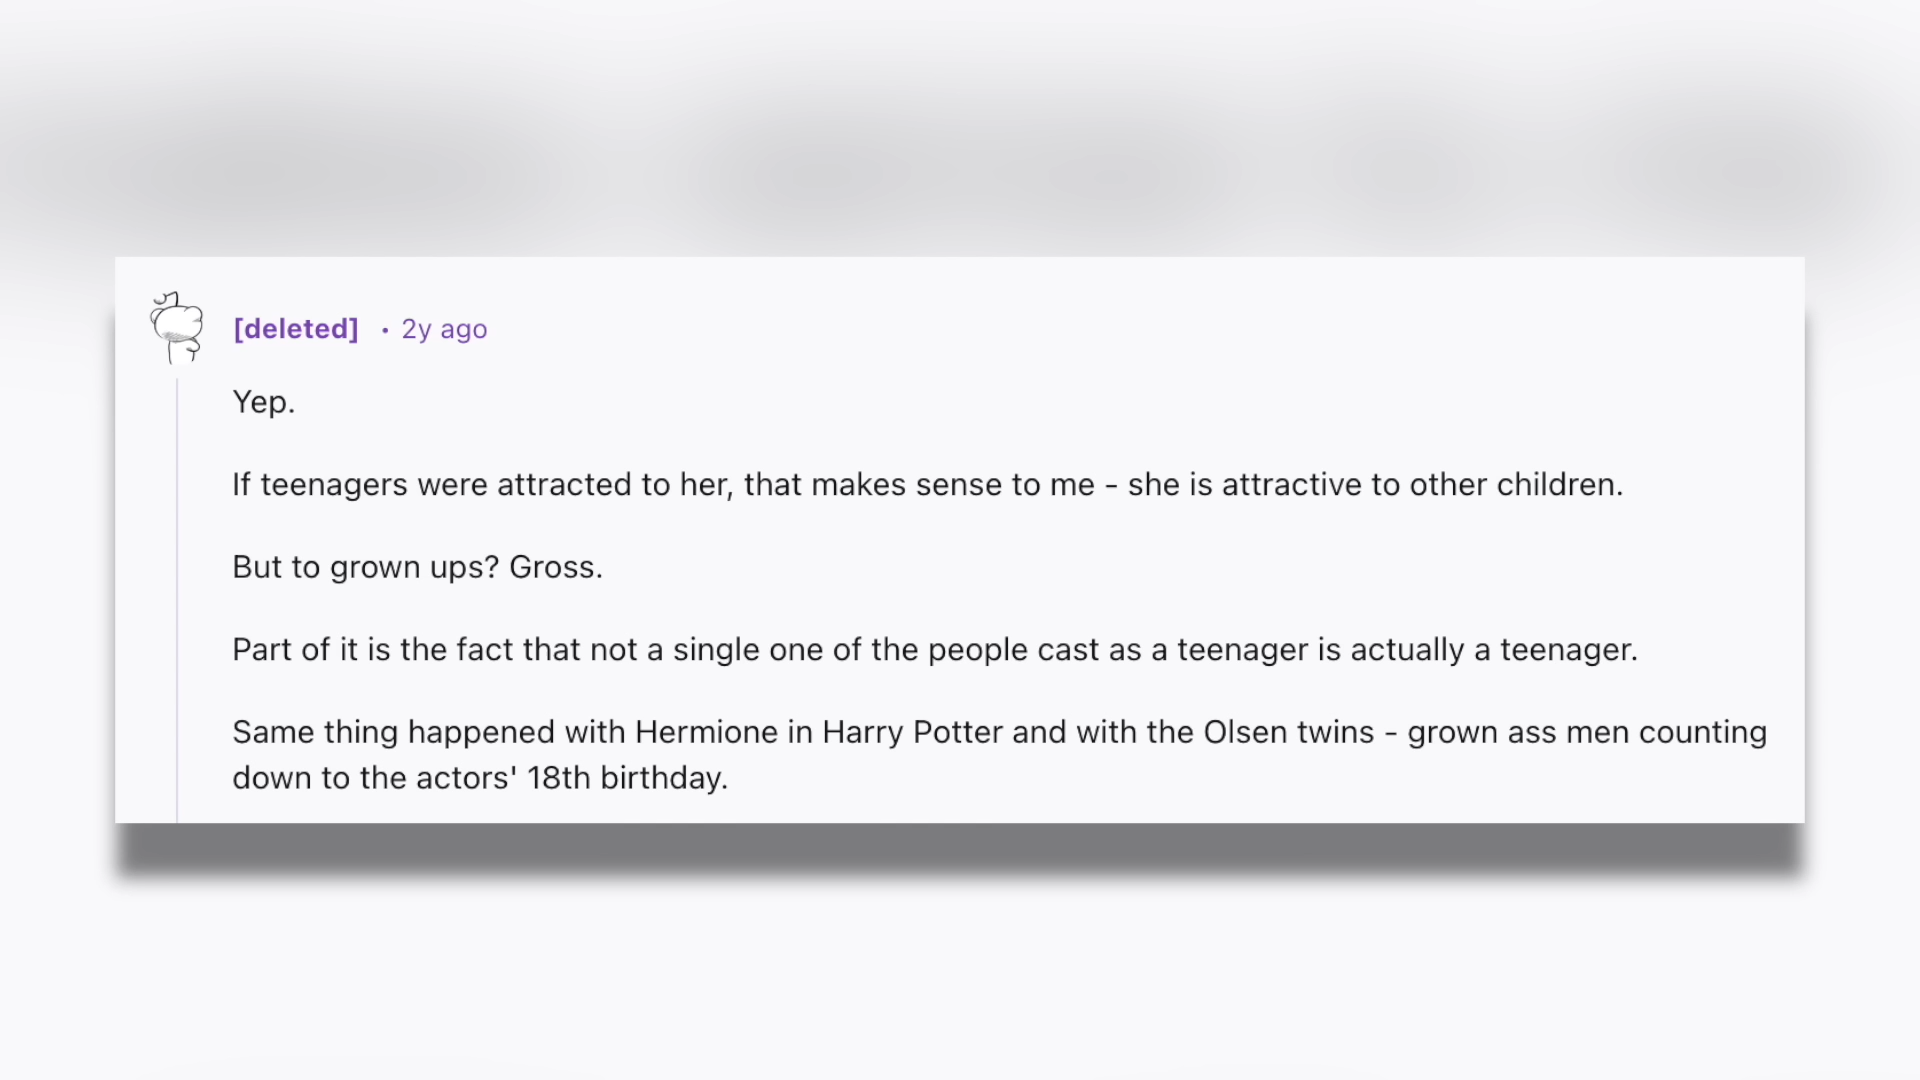 [deleted] • 2y ago
Yep.
If teenagers were attracted to her, that makes sense to me - she is attractive to other children.
But to grown ups? Gross.
Part of it is the fact that not a single one of the people cast as a teenager is actually a teenager.
Same thing happened with Hermione in Harry Potter and with the Olsen twins - grown ass men counting
down to the actors' 18th birthday.